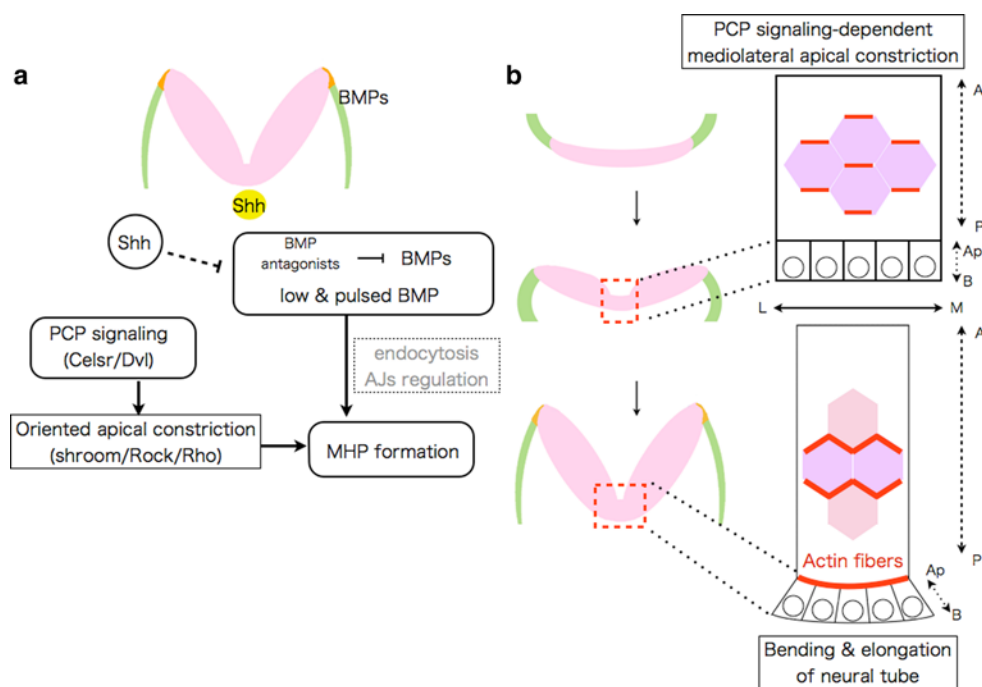 a
BMPs
Shh
Shh
BMP
antagonists
BMPs
low & pulsed BMP
PCP signaling
(Celsr/Dvl)
endocytosis
AJs regulation
Oriented apical constriction
(shroom/Rock/Rho)
MHP formation
b
PCP signaling-dependent
mediolateral apical constriction
A
P
Ap
B
L
M
A
P
Actin fibers
Ap
B
Bending & elongation
of neural tube